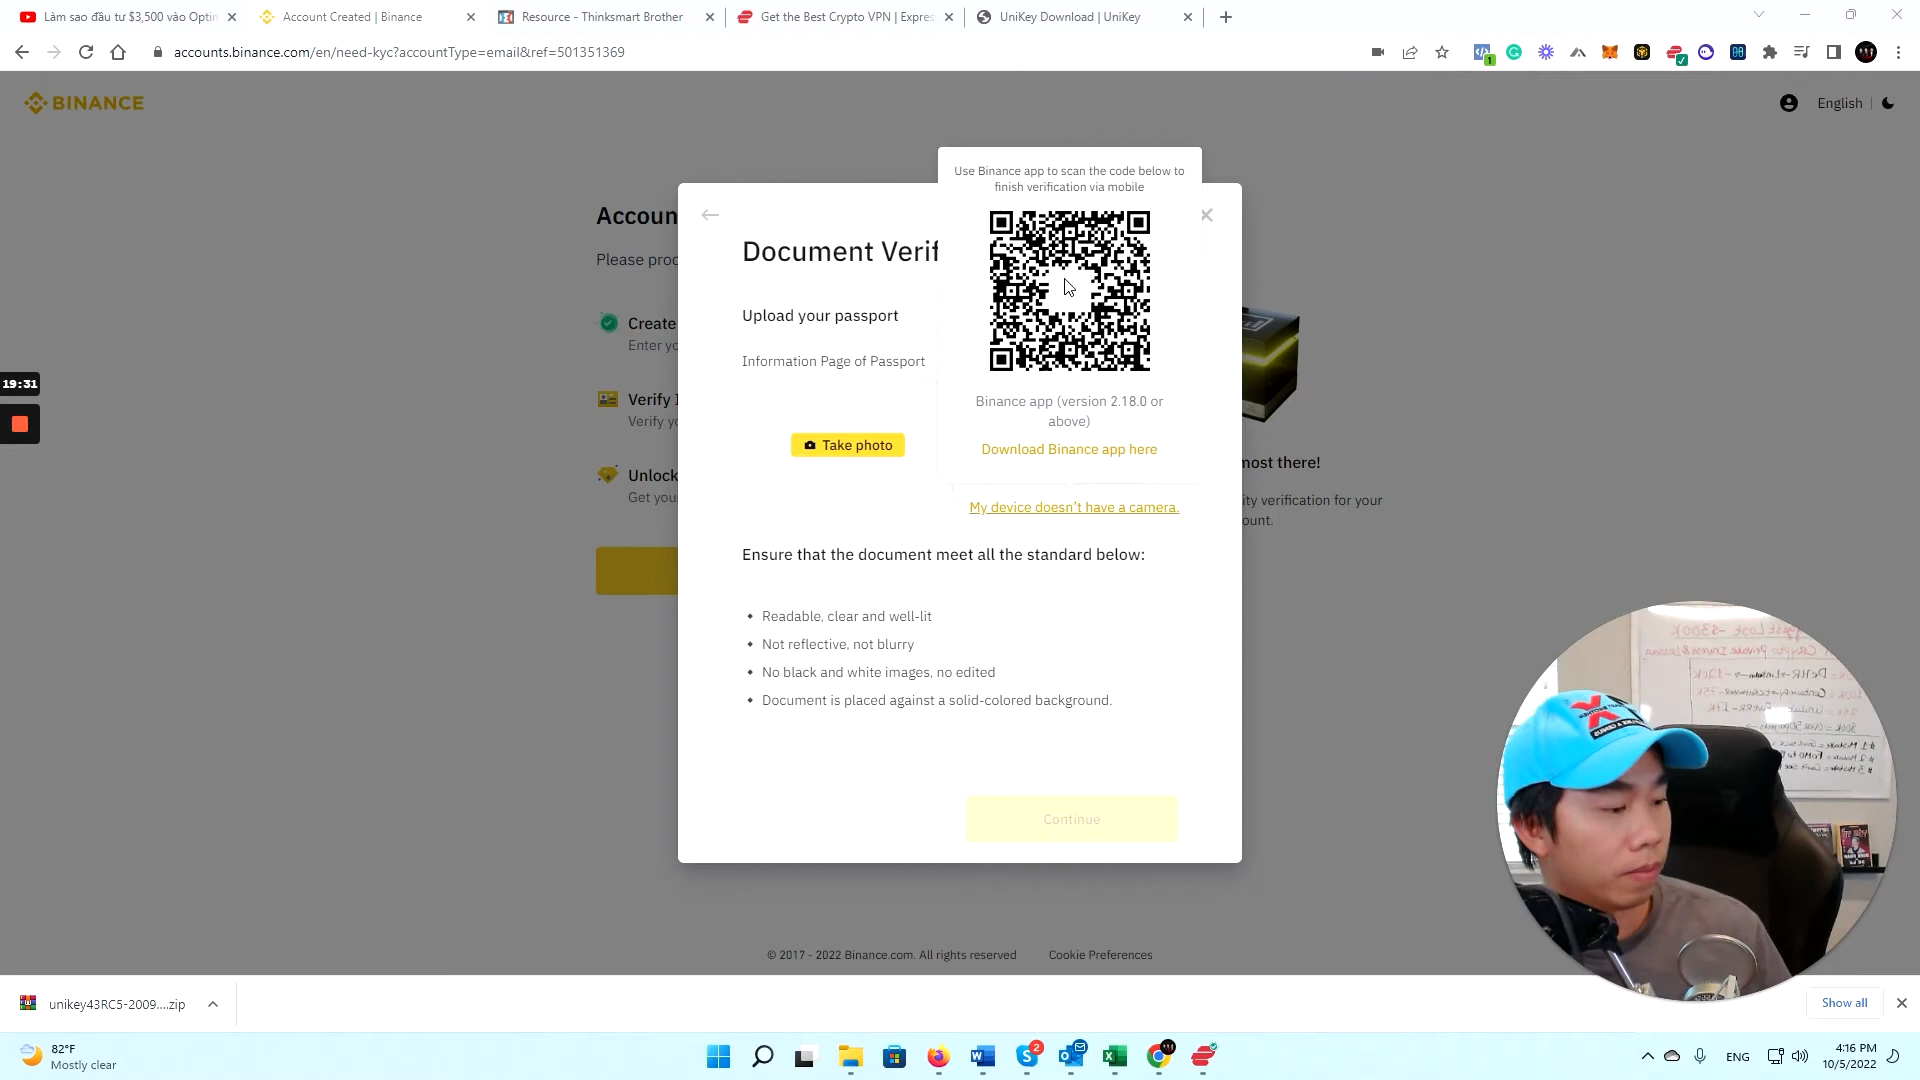 Làm sao đầu tư $3,500 vào Optin
Account Created | Binance
Resource - Thinksmart Brother
Get the Best Crypto VPN | Expres
UniKey Download | UniKey
accounts.binance.com/en/need-kyc?accountType=email&ref=501351369
1
BINANCE
English
Use Binance app to scan the code below to
finish verification via mobile
Accoun
Please proc
Document Verif
Upload your passport
Information Page of Passport
Create
Enter yo
Verify I
Verify yo
Unlock
Get your
19:31
Take photo
Binance app (version 2.18.0 or
above)
Download Binance app here
My device doesn't have a camera.
most there!
ity verification for your
ount.
Ensure that the document meet all the standard below:
Readable, clear and well-lit
Not reflective, not blurry
No black and white images, no edited
Document is placed against a solid-colored background.
Continue
© 2017 - 2022 Binance.com. All rights reserved
Cookie Preferences
unikey43RC5-2009....zip
Show all
82°F
Mostly clear
2
ENG
4:16 PM
10/5/2022